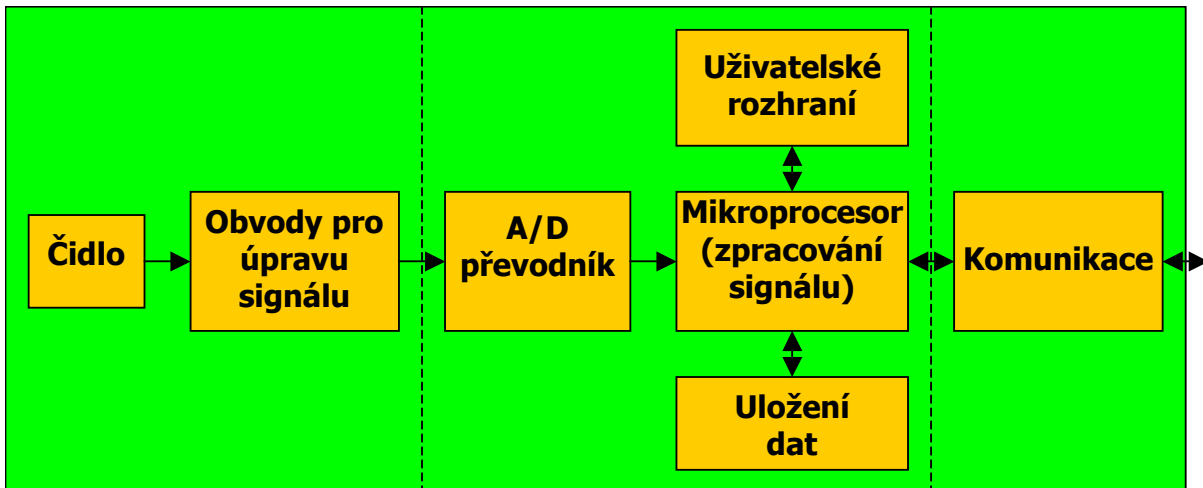 Uživatelské
rozhraní
Čidlo
Obvody pro
úpravu
signálu
A/D
převodník
Mikroprocesor
(zpracování
signálu)
Komunikace
Uložení
dat